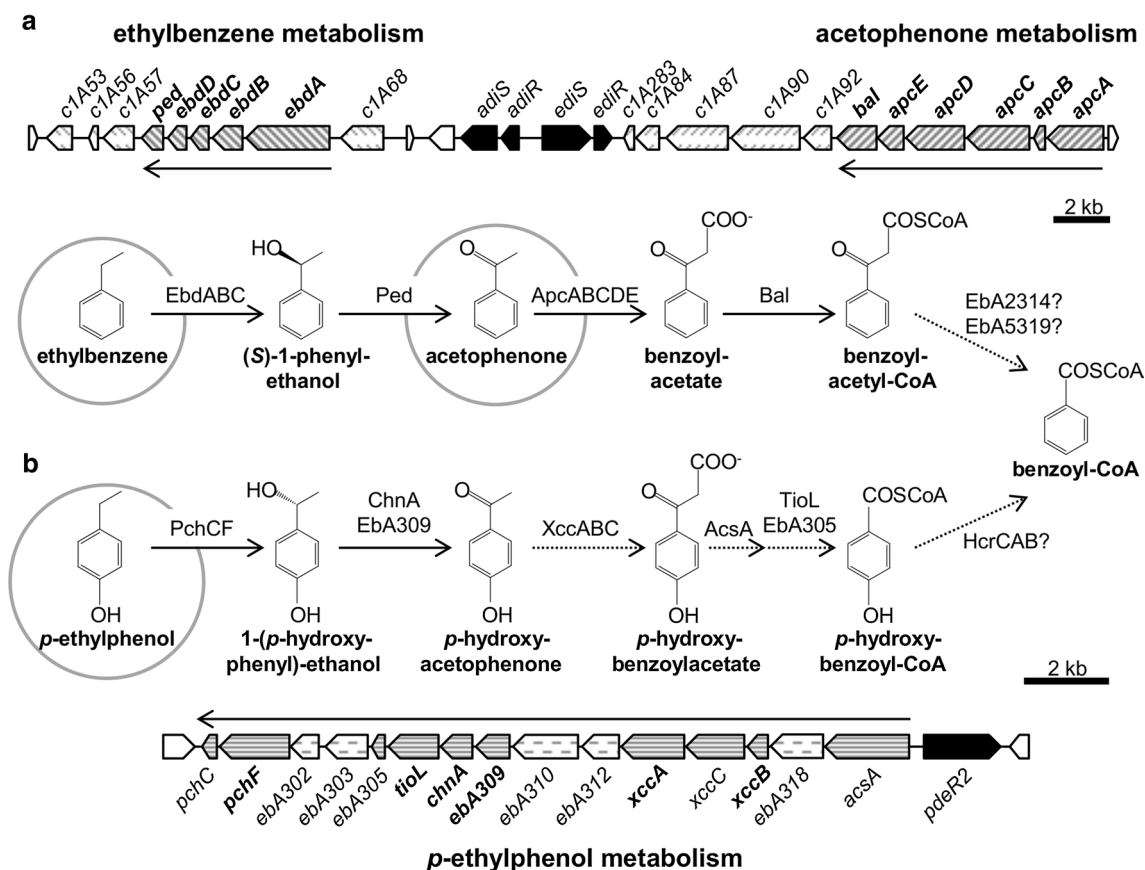 a
ethylbenzene metabolism
acetophenone metabolism
c1A53
c1A56
c1A57
ped
ebdD
ebdC
ebdB
ebdA
c1A68
adiS
adiR
ediS
ediR
c1A283
c1A84
c1A87
c1A90
c1A92
bal
apcE
apcD
apcC
apcB
apcA
2 kb
HO
O
O
COO-
O
COSCoA
EbdABC
Ped
ApcABCDE
Bal
EbA2314?
EbA5319?
ethylbenzene
(S)-1-phenyl-
ethanol
acetophenone
benzoyl-
acetate
benzoyl-
acetyl-CoA
COSCoA
benzoyl-CoA
b
HO
O
O
COO-
COSCoA
PchCF
ChnA
EbA309
XccABC
AcsA
TioL
EbA305
HcrCAB?
OH
OH
OH
OH
OH
p-ethylphenol
1-(p-hydroxy-
phenyl)-ethanol
p-hydroxy-
acetophenone
p-hydroxy-
benzoylacetate
p-hydroxy-
benzoyl-CoA
2 kb
pchC
pchF
ebA302
ebA303
ebA305
tioL
chnA
ebA309
ebA310
ebA312
xccA
xccC
xccB
ebA318
acsA
pdeR2
p-ethylphenol metabolism